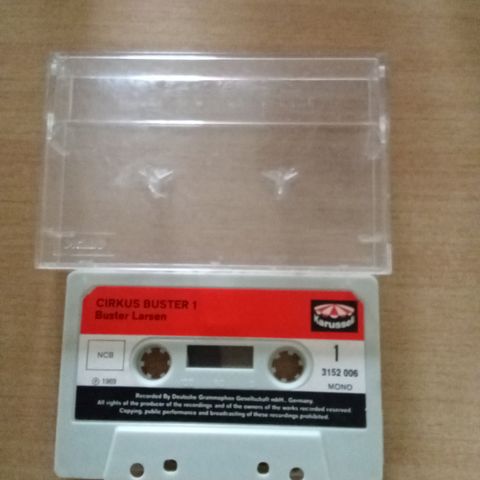 CIRKUS BUSTER 1
Buster Larsen
Karussell
NCB
1
3152 006
℗ 1969
MONO
Recorded By Deutsche Grammophon Gesellschaft mbH., Germany.
All rights of the producer of the recordings and of the owners of the works recorded reserved.
Copying, public performance and broadcasting of these recordings prohibited.